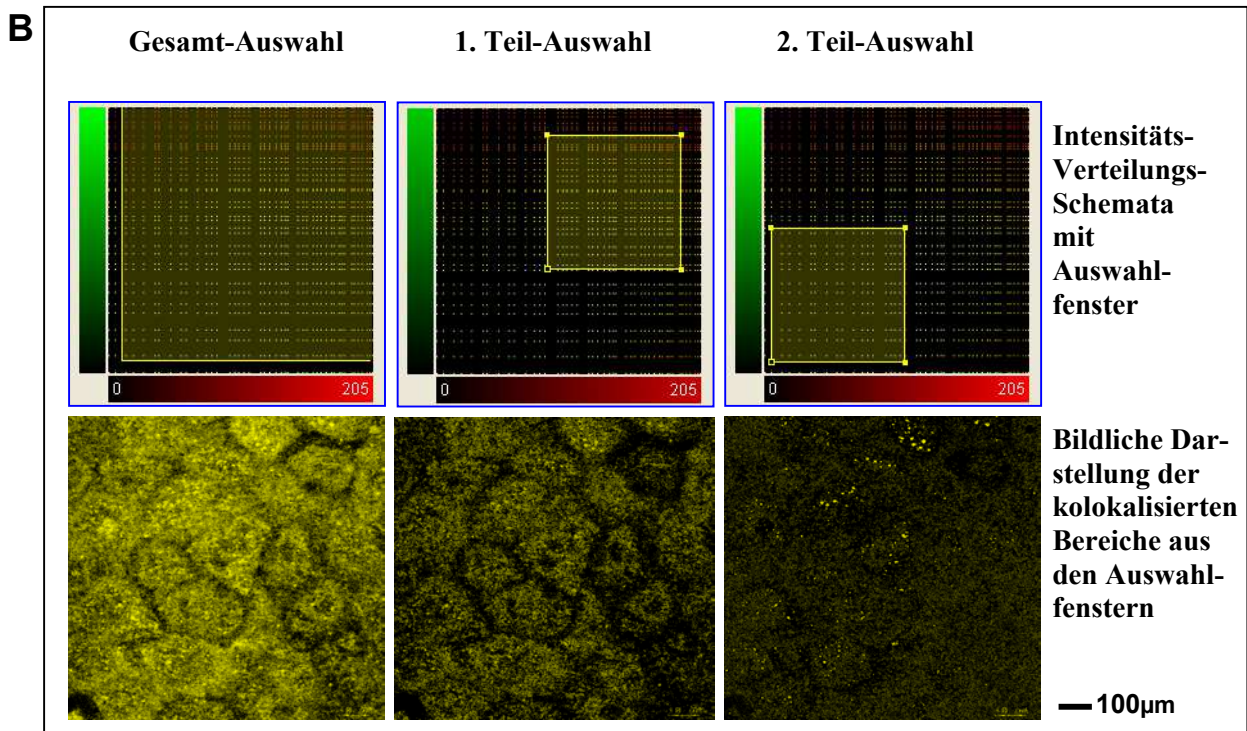 B
Gesamt-Auswahl
1. Teil-Auswahl
2. Teil-Auswahl
Intensitäts-
Verteilungs-
Schemata
mit
Auswahl-
fenster
0
205
0
205
0
205
Bildliche Dar-
stellung der
kolokalisierten
Bereiche aus
den Auswahl-
fenstern
100µm